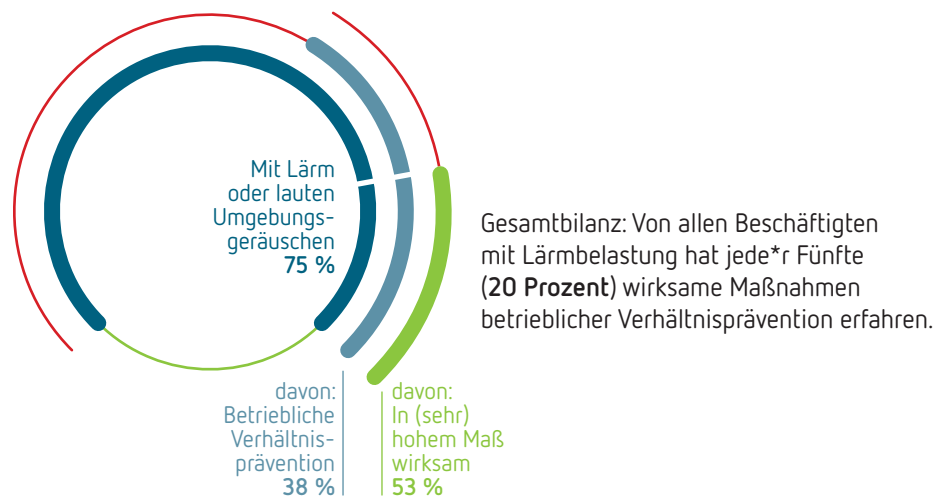 Mit Lärm
oder lauten
Umgebungs-
geräuschen
75 %
Gesamtbilanz: Von allen Beschäftigten
mit Lärmbelastung hat jede*r Fünfte
(20 Prozent) wirksame Maßnahmen
betrieblicher Verhältnisprävention erfahren.
davon:
Betriebliche
Verhältnis-
prävention
38 %
davon:
In (sehr)
hohem Maß
wirksam
53 %